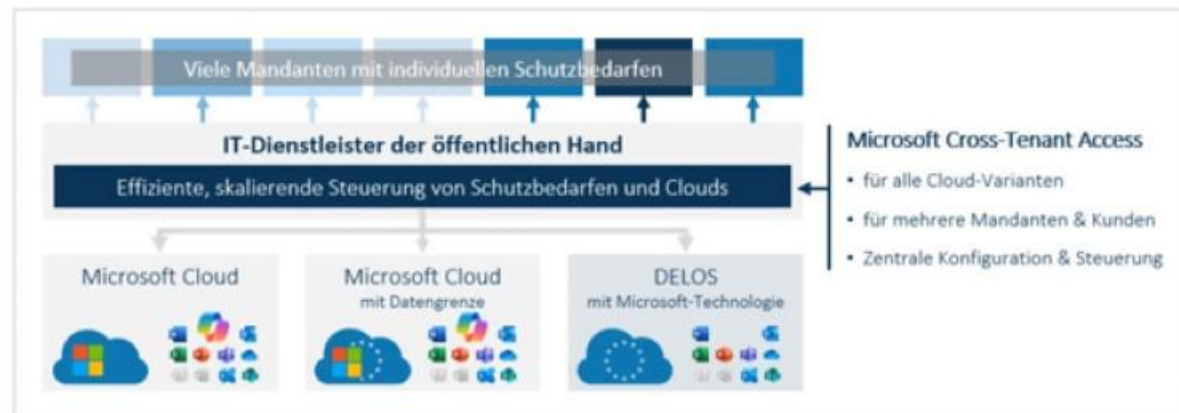 Viele Mandanten mit individuellen Schutzbedarfen
IT-Dienstleister der öffentlichen Hand
Effiziente, skalierende Steuerung von Schutzbedarfen und Clouds
Microsoft Cross-Tenant Access
• für alle Cloud-Varianten
• für mehrere Mandanten & Kunden
• Zentrale Konfiguration & Steuerung
Microsoft Cloud
Microsoft Cloud
mit Datengrenze
DELOS
mit Microsoft-Technologie